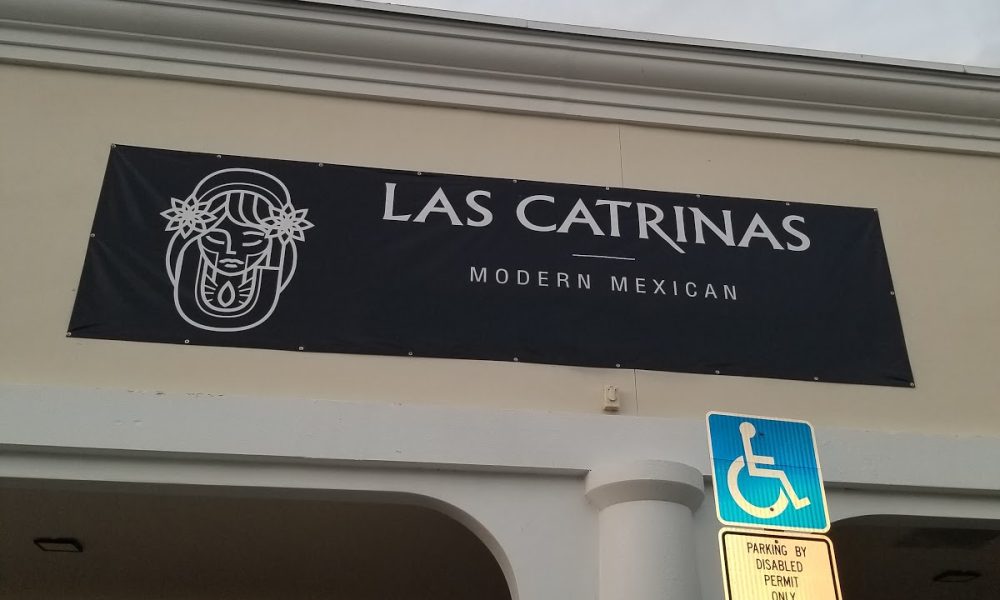 LAS CATRINAS
MODERN MEXICAN
PARKING BY
DISABLED
PERMIT
ONLY